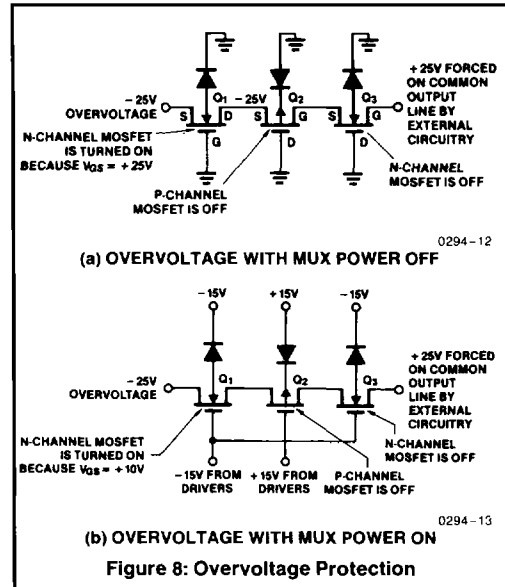 −25V
OVERVOLTAGE
N-CHANNEL MOSFET
IS TURNED ON
BECAUSE VGS = +25V
S
Q1
D
G
−25V
S
Q2
G
D
S
Q3
G
+25V FORCED
ON COMMON
OUTPUT
LINE BY
EXTERNAL
CIRCUITRY
P-CHANNEL
MOSFET IS OFF
N-CHANNEL
MOSFET IS OFF
0294-12
(a) OVERVOLTAGE WITH MUX POWER OFF
−15V
+15V
−15V
−25V
OVERVOLTAGE
Q1
Q2
Q3
+25V FORCED
ON COMMON
OUTPUT
LINE BY
EXTERNAL
CIRCUITRY
N-CHANNEL MOSFET
IS TURNED ON
BECAUSE VGS = +10V
−15V FROM
DRIVERS
+15V FROM
DRIVERS
P-CHANNEL
MOSFET IS OFF
N-CHANNEL
MOSFET IS OFF
0294-13
(b) OVERVOLTAGE WITH MUX POWER ON
Figure 8: Overvoltage Protection